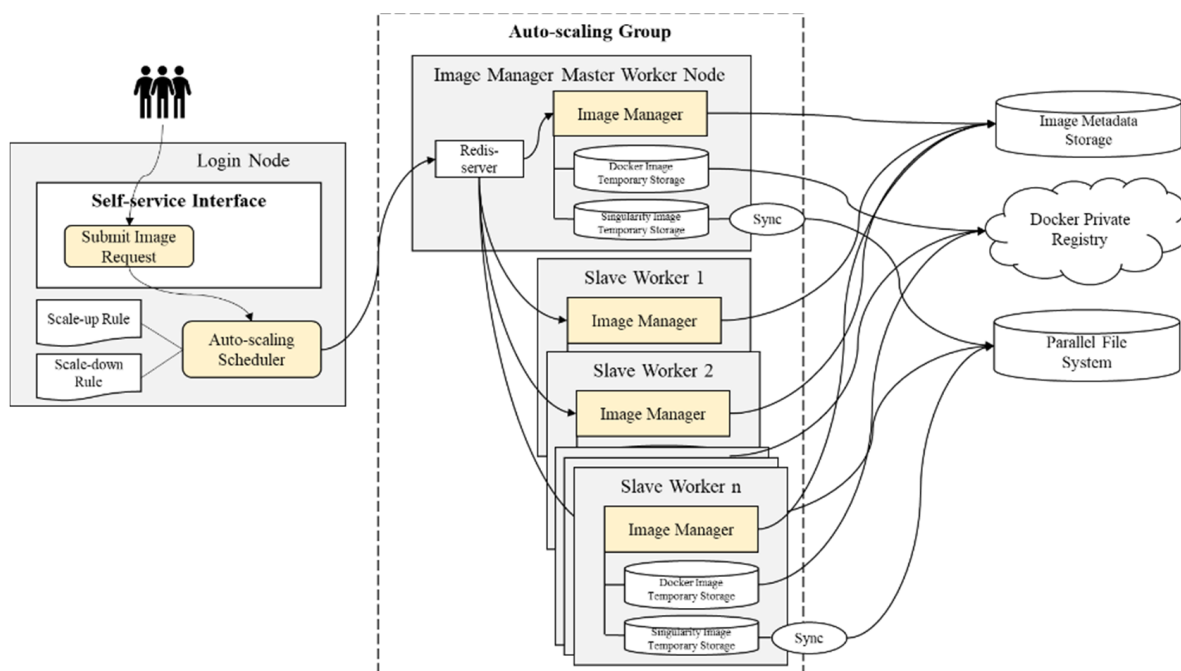 Auto-scaling Group
Image Manager Master Worker Node
Image Manager
Redis-
server
Docker Image
Temporary Storage
Singularity Image
Temporary Storage
Sync
Login Node
Self-service Interface
Submit Image
Request
Scale-up Rule
Scale-down
Rule
Auto-scaling
Scheduler
Slave Worker 1
Image Manager
Slave Worker 2
Image Manager
Slave Worker n
Image Manager
Docker Image
Temporary Storage
Singularity Image
Temporary Storage
Sync
Image Metadata
Storage
Docker Private
Registry
Parallel File
System